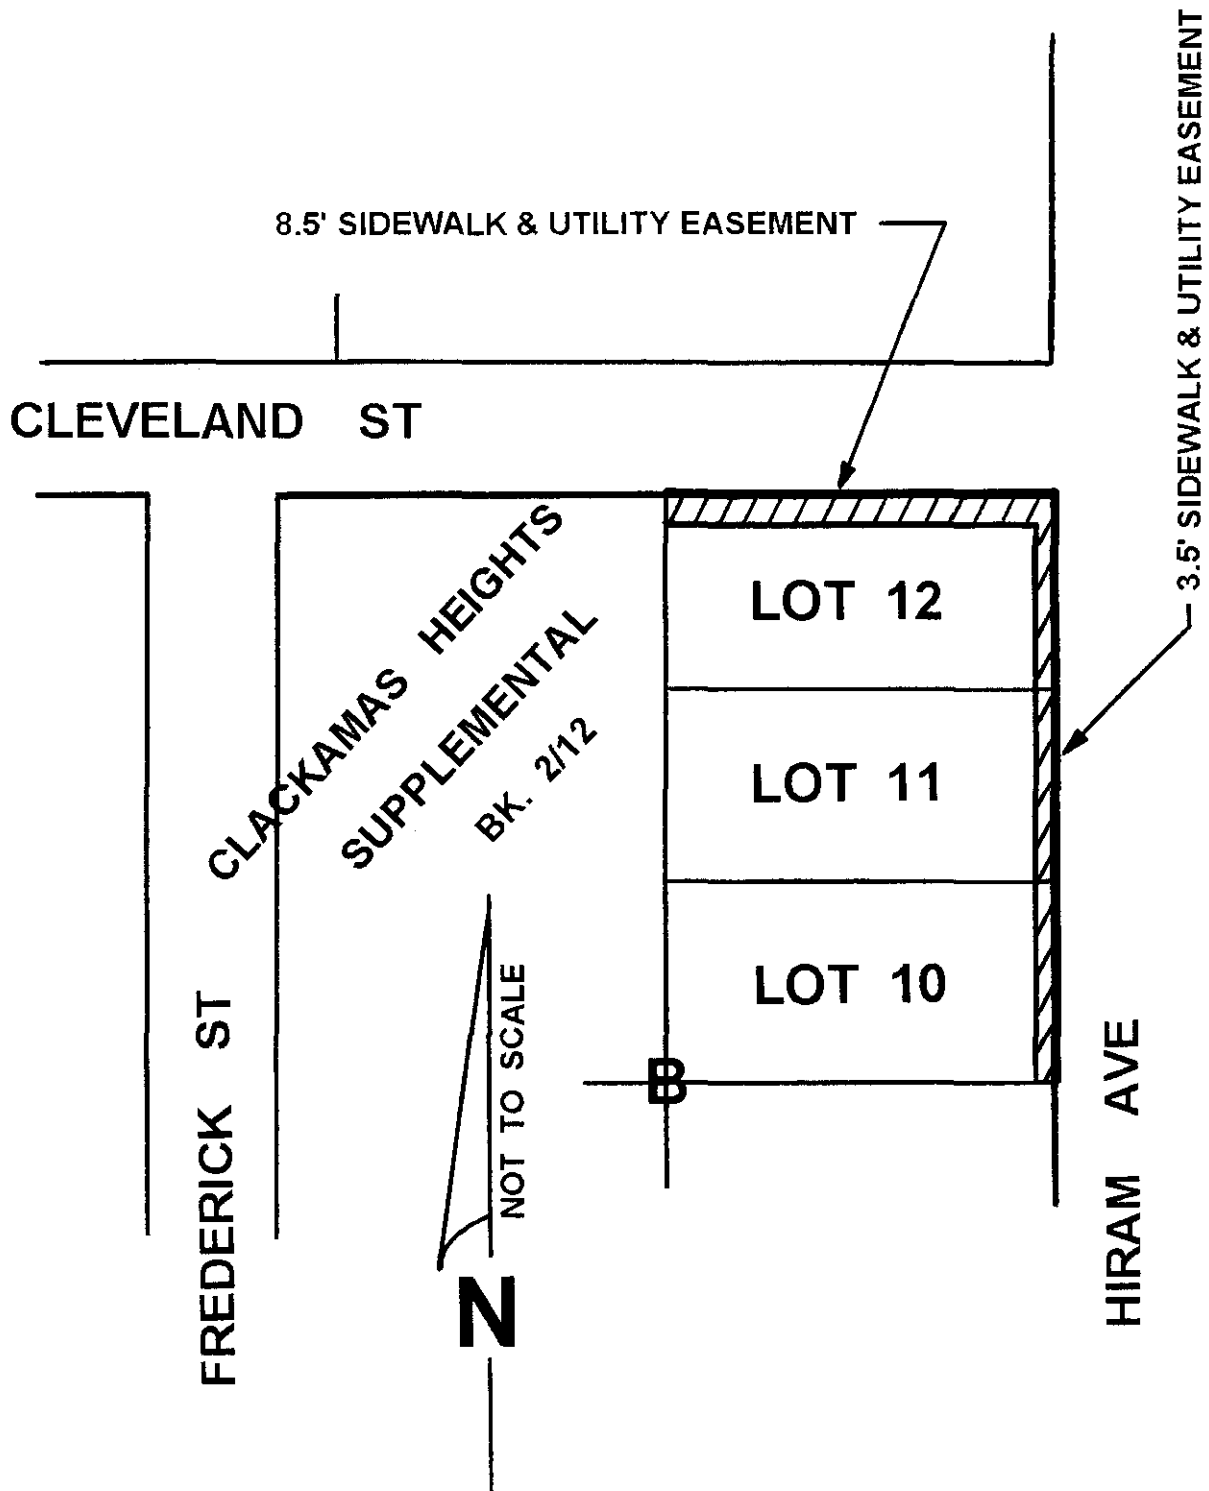 8.5' SIDEWALK & UTILITY EASEMENT
3.5' SIDEWALK & UTILITY EASEMENT
CLEVELAND ST
CLACKAMAS HEIGHTS
SUPPLEMENTAL
BK. 2/12
LOT 12
LOT 11
LOT 10
B
FREDERICK ST
NOT TO SCALE
N
HIRAM AVE